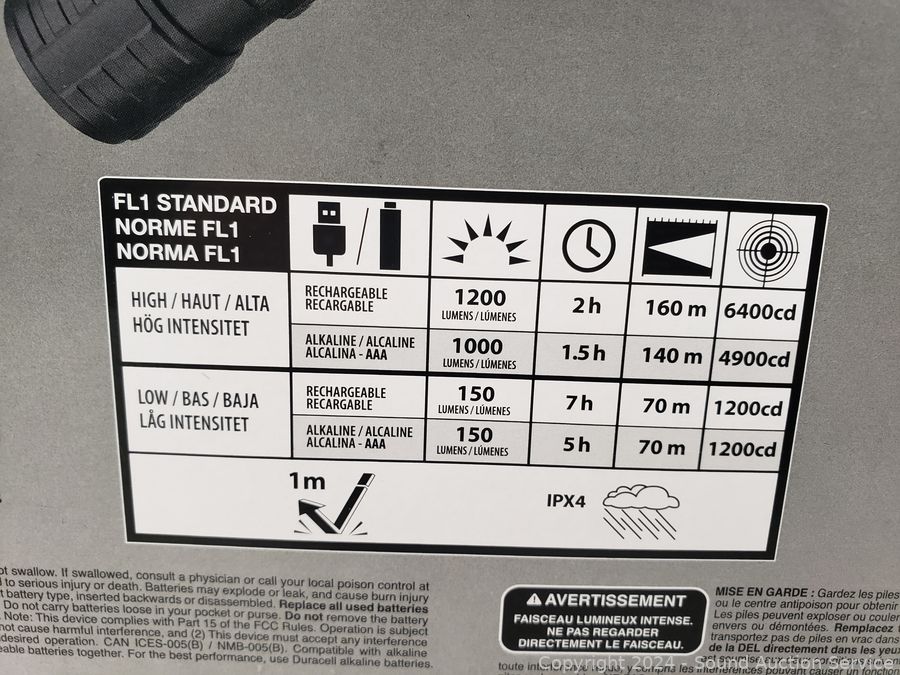 FL1 STANDARD
NORME FL1
NORMA FL1
HIGH / HAUT / ALTA
HÖG INTENSITET
RECHARGEABLE
RECARGABLE
1200
LUMENS / LÚMENES
2 h
160 m
6400cd
ALKALINE / ALCALINE
ALCALINA - AAA
1000
LUMENS / LÚMENES
1.5 h
140 m
4900cd
LOW / BAS / BAJA
LÅG INTENSITET
RECHARGEABLE
RECARGABLE
150
LUMENS / LÚMENES
7 h
70 m
1200cd
ALKALINE / ALCALINE
ALCALINA - AAA
150
LUMENS / LÚMENES
5 h
70 m
1200cd
1m
IPX4
swallow. If swallowed, consult a physician or call your local poison control at
to serious injury or death. Batteries may explode or leak, and cause burn injury
battery type, inserted backwards or disassembled. Replace all used batteries
Do not carry batteries loose in your pocket or purse. Do not remove the battery
Note: This device complies with Part 15 of the FCC Rules. Operation is subject
not cause harmful interference, and (2) This device must accept any interference
desired operation. CAN ICES-005(B) / NMB-005(B). Compatible with alkaline
batteries. For the best performance, use Duracell alkaline batteries.
AVERTISSEMENT
FAISCEAU LUMINEUX INTENSE.
NE PAS REGARDER
DIRECTEMENT LE FAISCEAU.
MISE EN GARDE : Gardez les piles
ou le centre antipoison pour obtenir
Les piles peuvent exploser ou couler
envers ou démontées. Remplacez
transportez pas de piles en vrac dans
de la DEL directement dans les yeux
toute
Copyright 2024 - Sound Auction Service